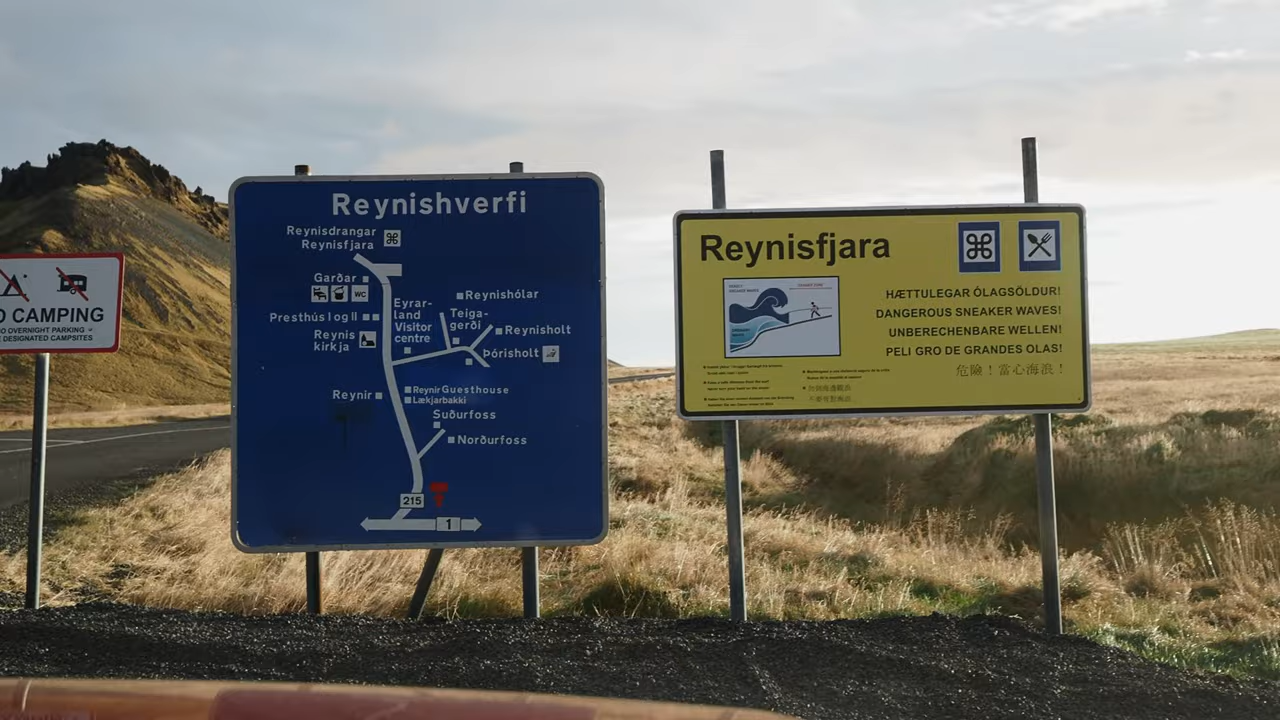 CAMPING
NO OVERNIGHT PARKING
DESIGNATED CAMPSITES
Reynishverfi
Reynisdrangar
Reynisfjara
Garðar
WC
Presthús I og II
Reynis
kirkja
Eyrar-
land
Visitor
centre
Reynishólar
Teiga-
gerði
Reynisholt
Þórisholt
Reynir
Reynir Guesthouse
Lækjarbakki
Suðurfoss
Norðurfoss
215
1
Reynisfjara
HÆTTULEGAR ÓLAGSÖLDUR!
DANGEROUS SNEAKER WAVES!
UNBERECHENBARE WELLEN!
PELI GRO DE GRANDES OLAS!
危險！當心海浪！